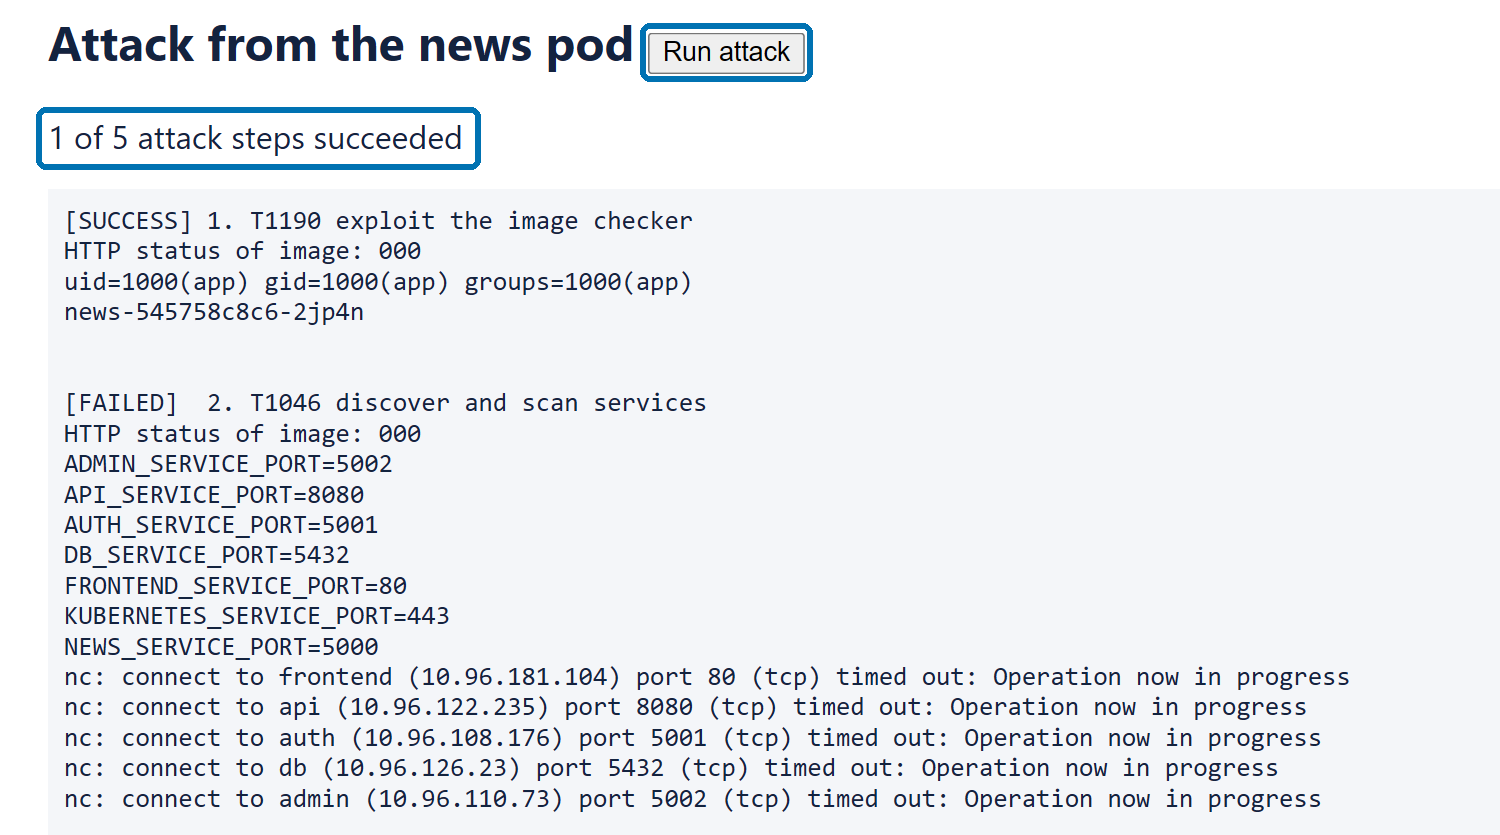 Attack from the news pod Run attack
1 of 5 attack steps succeeded
[SUCCESS] 1. T1190 exploit the image checker
HTTP status of image: 000
uid=1000(app) gid=1000(app) groups=1000(app)
news-545758c8c6-2jp4n
[FAILED]  2. T1046 discover and scan services
HTTP status of image: 000
ADMIN_SERVICE_PORT=5002
API_SERVICE_PORT=8080
AUTH_SERVICE_PORT=5001
DB_SERVICE_PORT=5432
FRONTEND_SERVICE_PORT=80
KUBERNETES_SERVICE_PORT=443
NEWS_SERVICE_PORT=5000
nc: connect to frontend (10.96.181.104) port 80 (tcp) timed out: Operation now in progress
nc: connect to api (10.96.122.235) port 8080 (tcp) timed out: Operation now in progress
nc: connect to auth (10.96.108.176) port 5001 (tcp) timed out: Operation now in progress
nc: connect to db (10.96.126.23) port 5432 (tcp) timed out: Operation now in progress
nc: connect to admin (10.96.110.73) port 5002 (tcp) timed out: Operation now in progress